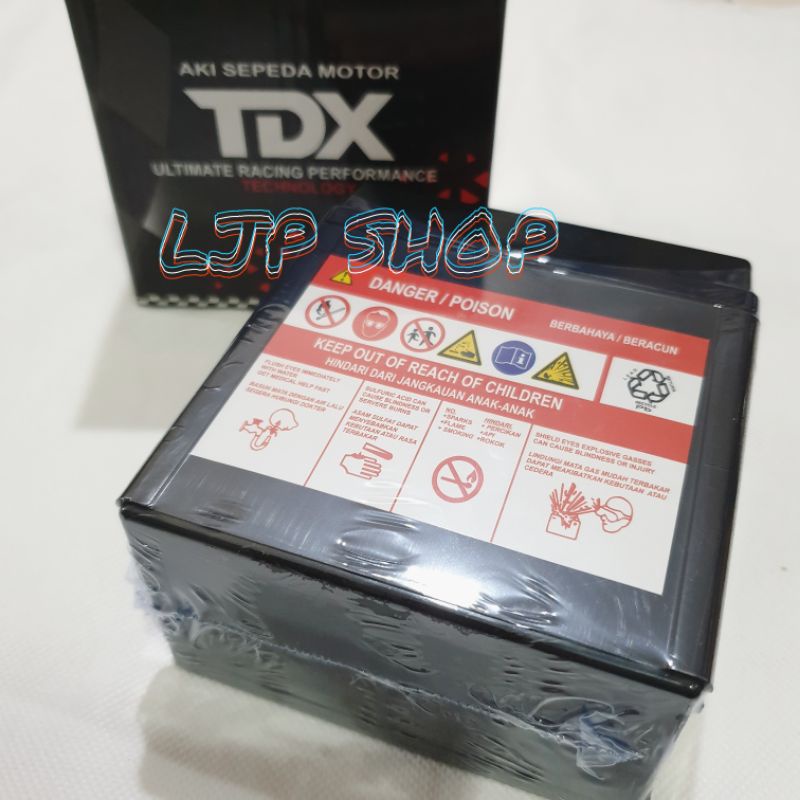 AKI SEPEDA MOTOR
TDX
ULTIMATE RACING PERFORMANCE
TECHNOLOGY
LJP SHOP
DANGER / POISON
BERBAHAYA / BERACUN
KEEP OUT OF REACH OF CHILDREN
HINDARI DARI JANGKAUAN ANAK-ANAK
FLUSH EYES IMMEDIATELY
WITH WATER
GET MEDICAL HELP FAST
BASUH MATA DENGAN AIR LALU
SEGERA HUBUNGI DOKTER
SULFURIC ACID CAN
CAUSE BLINDNESS OR
SERVERE BURNS
ASAM SULFAT DAPAT
MENYEBABKAN
KEBUTAAN ATAU RASA
TERBAKAR
NO.
•SPARKS
•FLAME
• SMOKING
HINDARI.
• PERCIKAN
•API
•ROKOK
SHIELD EYES EXPLOSIVE GASSES
CAN CAUSE BLINDNESS OR INJURY
LINDUNGI MATA GAS MUDAH TERBAKAR
DAPAT MEAKIBATKAN KEBUTAAN ATAU
CEDERA
Pb